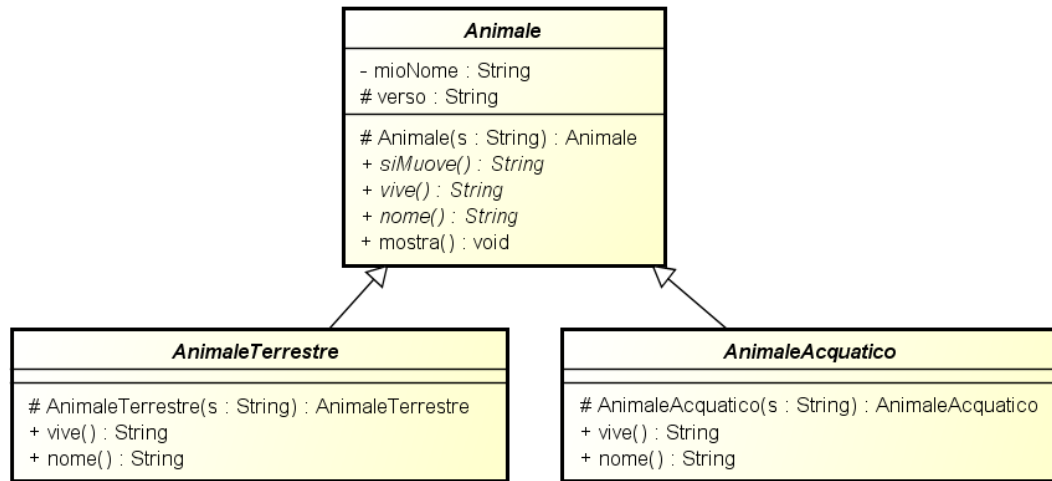 Animale
- mioNome : String
# verso : String
# Animale(s : String) : Animale
+ siMuove() : String
+ vive() : String
+ nome() : String
+ mostra() : void
AnimaleTerrestre
# AnimaleTerrestre(s : String) : AnimaleTerrestre
+ vive() : String
+ nome() : String
AnimaleAcquatico
# AnimaleAcquatico(s : String) : AnimaleAcquatico
+ vive() : String
+ nome() : String